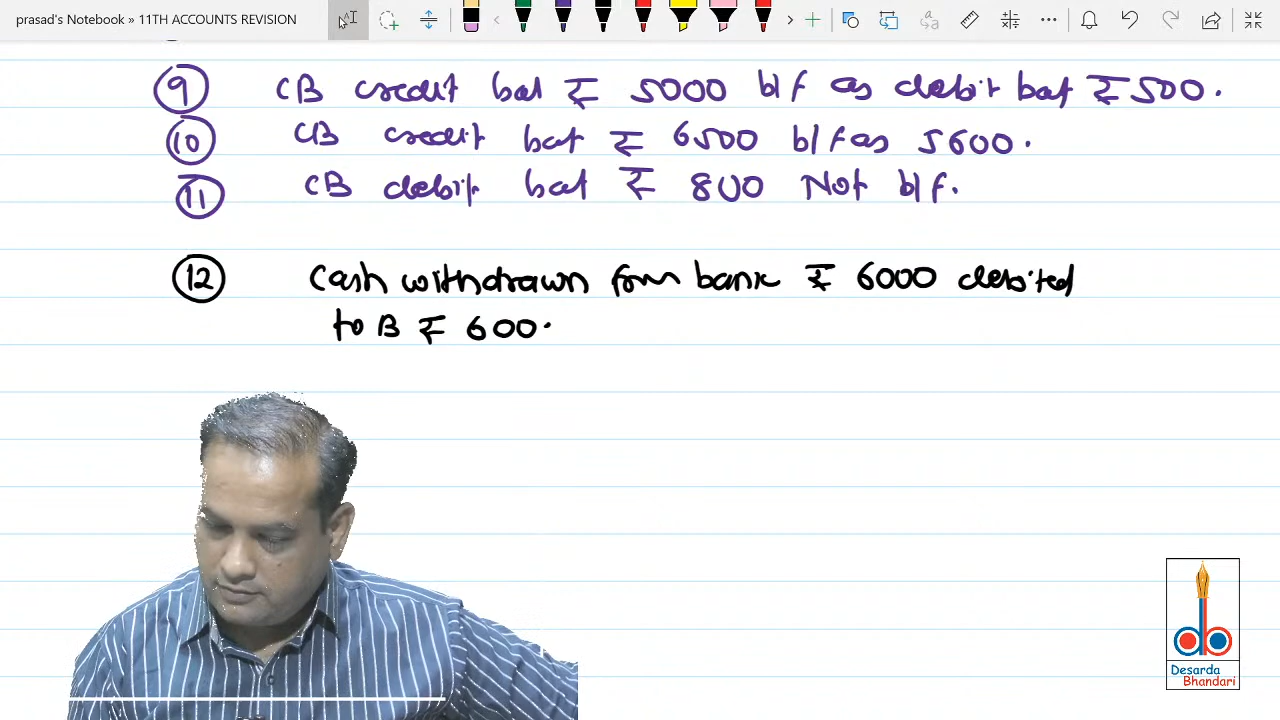 prasad's Notebook » 11TH ACCOUNTS REVISION
9 CB credit bal ₹ 5000 b/f as debit bal ₹ 500.
10 CB credit bal ₹ 6500 b/f as 5600.
11 CB debit bal ₹ 800 Not b/f.
12 Cash withdrawn from bank ₹ 6000 debited
to B ₹ 600.
Desarda
Bhandari